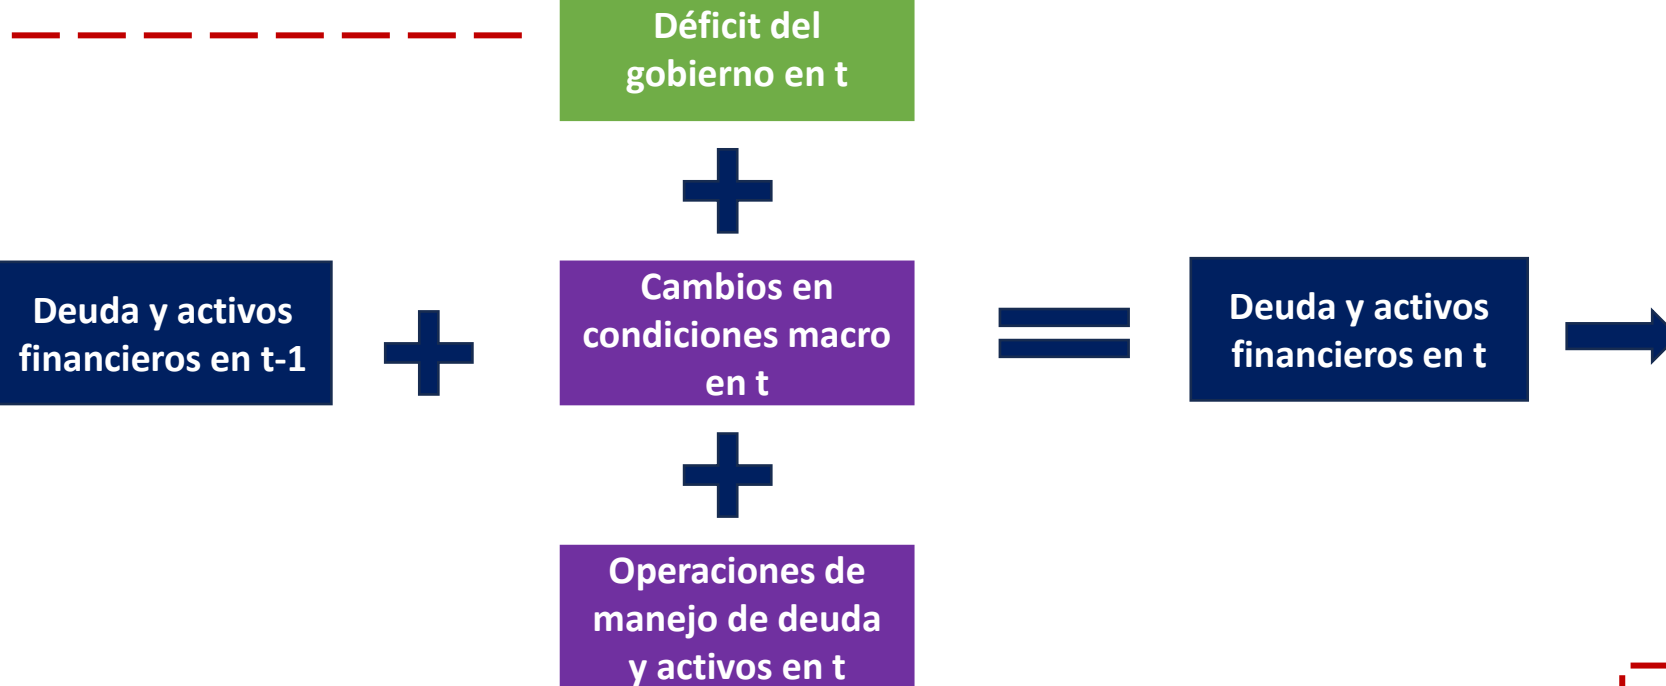 Déficit del
gobierno en t
Deuda y activos
financieros en t-1
Cambios en
condiciones macro
en t
Deuda y activos
financieros en t
Operaciones de
manejo de deuda
y activos en t